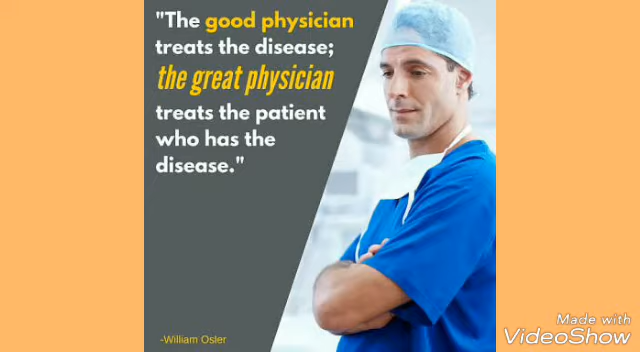 "The good physician
treats the disease;
the great physician
treats the patient
who has the
disease."
-William Osler
Made with
VideoShow